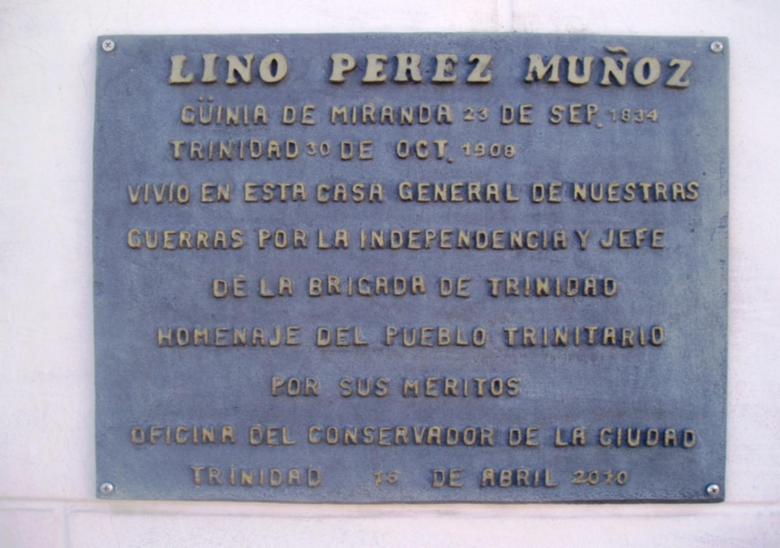 LINO PEREZ MUÑOZ
GÜINIA DE MIRANDA 23 DE SEP. 1834
TRINIDAD 30 DE OCT. 1908
VIVIO EN ESTA CASA GENERAL DE NUESTRAS
GUERRAS POR LA INDEPENDENCIA Y JEFE
DE LA BRIGADA DE TRINIDAD
HOMENAJE DEL PUEBLO TRINITARIO
POR SUS MERITOS
OFICINA DEL CONSERVADOR DE LA CIUDAD
TRINIDAD DE ABRIL 2010